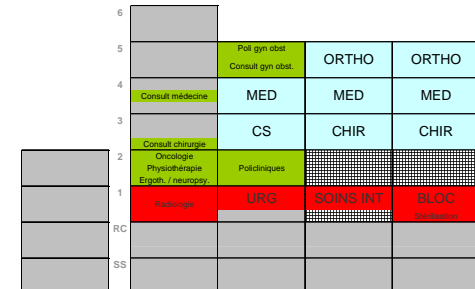 6
5
Poli gyn obst
Consult gyn obst.
ORTHO
ORTHO
4
Consult médecine
MED
MED
MED
3
Consult chirurgie
CS
CHIR
CHIR
2
Oncologie
Physiothérapie
Ergoth. / neuropsy.
Policliniques
1
Radiologie
URG
SOINS INT
BLOC
Stérilisation
RC
SS